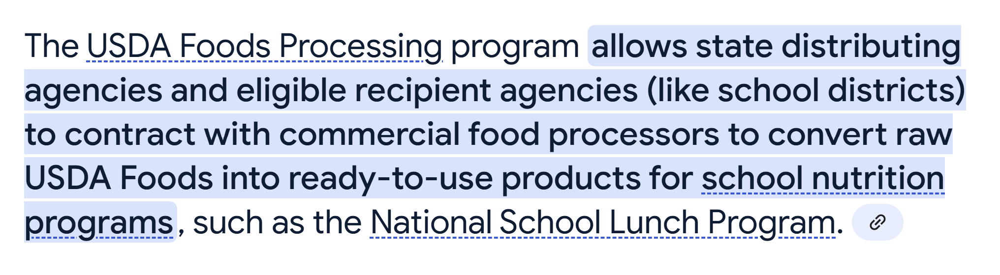 The USDA Foods Processing program allows state distributing
agencies and eligible recipient agencies (like school districts)
to contract with commercial food processors to convert raw
USDA Foods into ready-to-use products for school nutrition
programs, such as the National School Lunch Program.